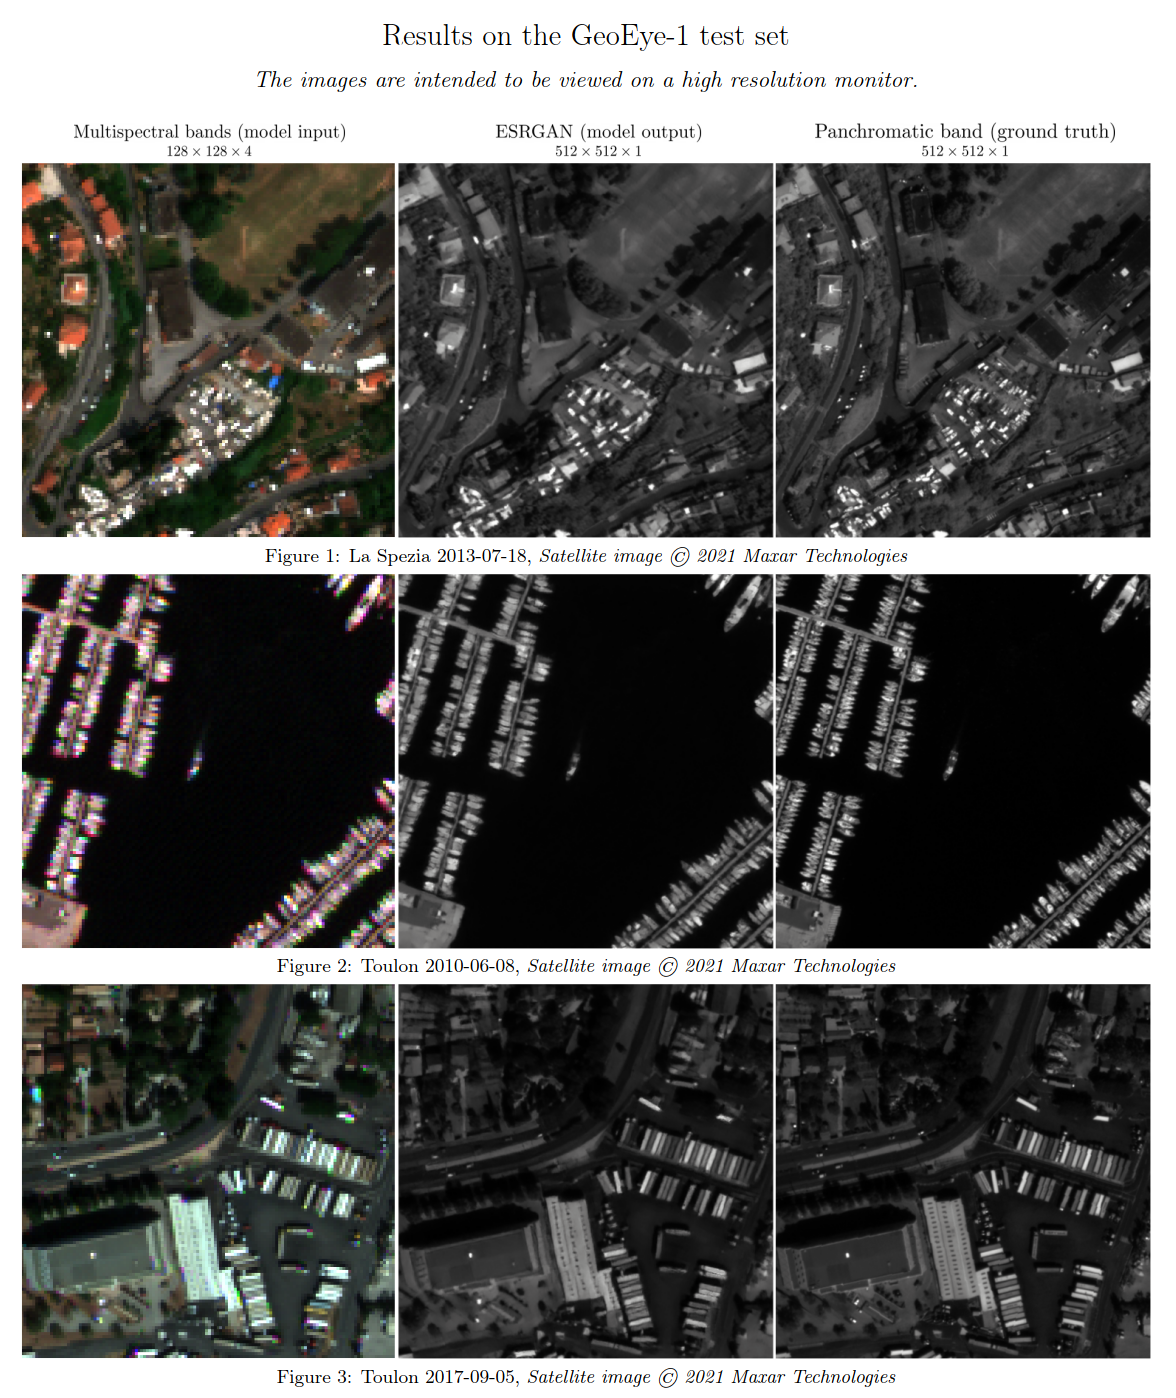 Results on the GeoEye-1 test set
The images are intended to be viewed on a high resolution monitor.
Multispectral bands (model input)
128 × 128 × 4
ESRGAN (model output)
512 × 512 × 1
Panchromatic band (ground truth)
512 × 512 × 1
Figure 1: La Spezia 2013-07-18, Satellite image © 2021 Maxar Technologies
Figure 2: Toulon 2010-06-08, Satellite image © 2021 Maxar Technologies
Figure 3: Toulon 2017-09-05, Satellite image © 2021 Maxar Technologies